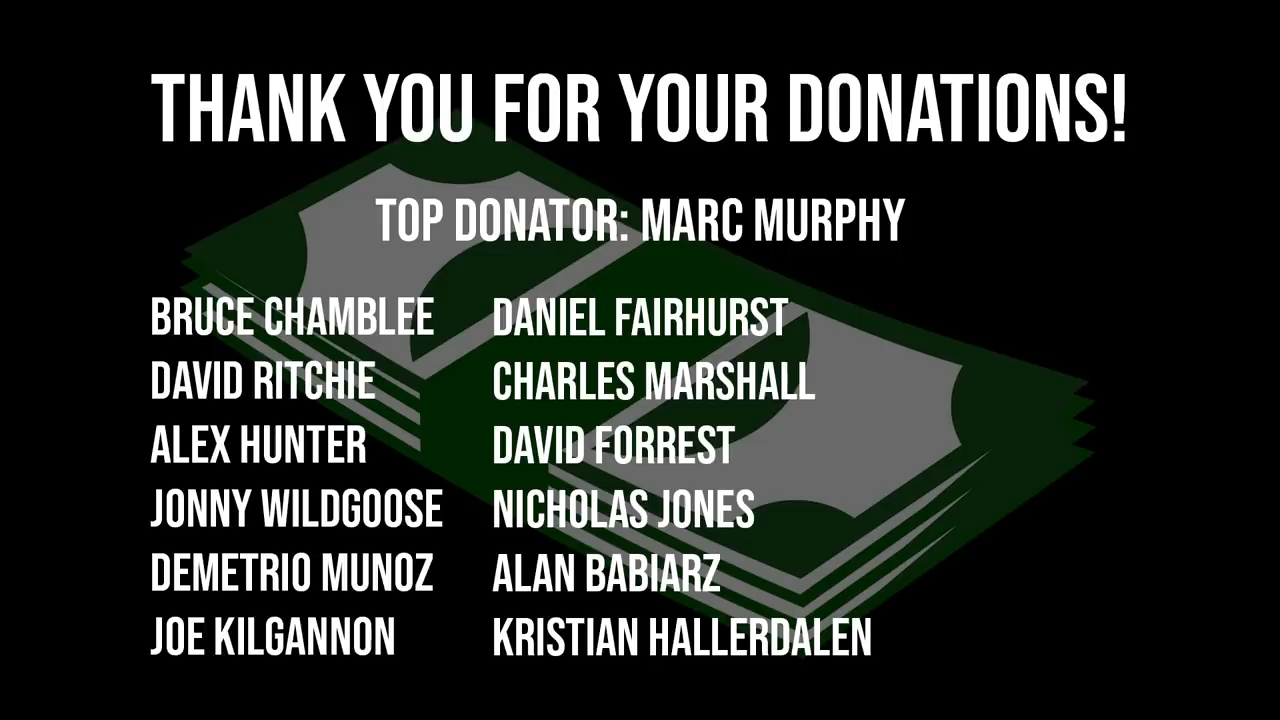 THANK YOU FOR YOUR DONATIONS!
TOP DONATOR: MARC MURPHY
BRUCE CHAMBLEE
DAVID RITCHIE
ALEX HUNTER
JONNY WILDGOOSE
DEMETRIO MUNOZ
JOE KILGANNON
DANIEL FAIRHURST
CHARLES MARSHALL
DAVID FORREST
NICHOLAS JONES
ALAN BABIARZ
KRISTIAN HALLERDALEN